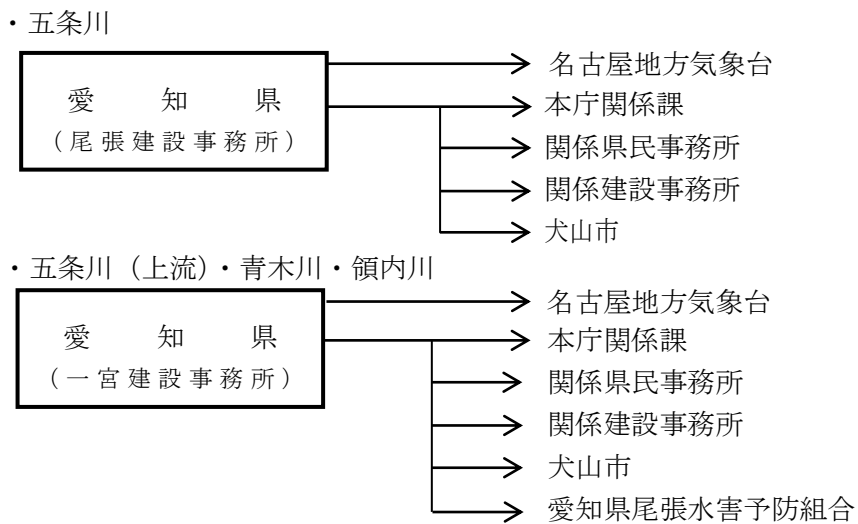 ・五条川
愛知県
(尾張建設事務所)
名古屋地方気象台
本庁関係課
関係県民事務所
関係建設事務所
犬山市
・五条川（上流）・青木川・領内川
愛知県
(一宮建設事務所)
名古屋地方気象台
本庁関係課
関係県民事務所
関係建設事務所
犬山市
愛知県尾張水害予防組合